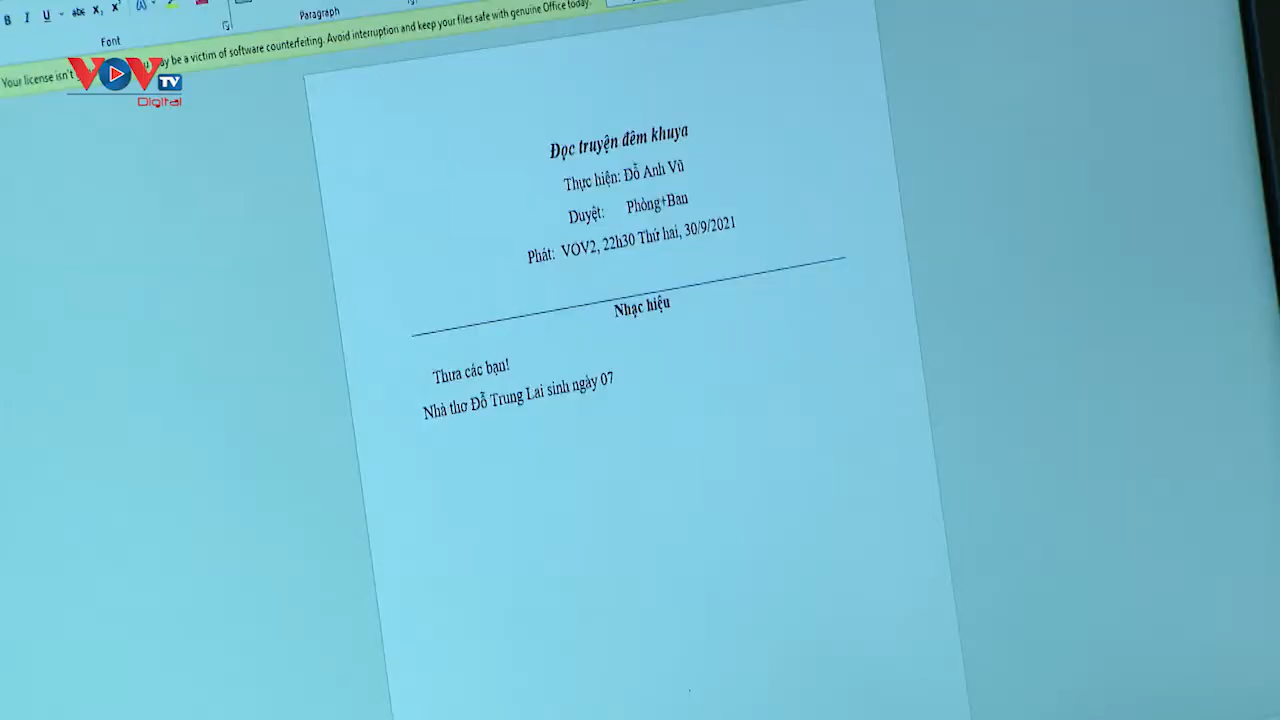 B I U abc X, X
Font
Paragraph
Your license isn't
may be a victim of software counterfeiting. Avoid interruption and keep your files safe with genuine Office today.
VOV TV
Digital
Đọc truyện đêm khuya
Thực hiện: Đỗ Anh Vũ
Duyệt: Phòng+Ban
Phát: VOV2, 22h30 Thứ hai, 30/9/2021
Nhạc hiệu
Thưa các bạn!
Nhà thơ Đỗ Trung Lai sinh ngày 07